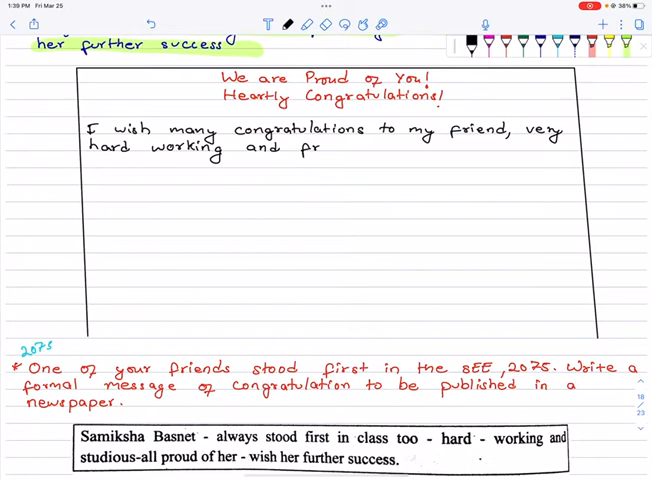 1:39 PM Fri Mar 25
38%
her further success
We are Proud of You!
Heartly Congratulations!
I wish many congratulations to my friend, very
hard working and fr
2075
* One of your friends stood first in the SEE, 2075. Write a
formal message of congratulation to be published in a
newspaper.
18
/
23
Samiksha Basnet - always stood first in class too - hard - working and
studious-all proud of her - wish her further success.